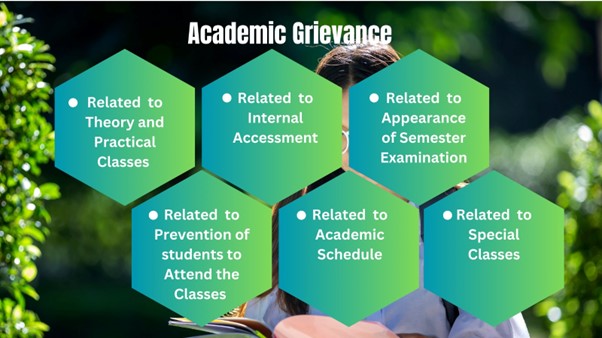 Academic Grievance
Related to
Theory and
Practical
Classes
Related to
Internal
Accessment
Related to
Appearance
of Semester
Examination
Related to
Prevention of
students to
Attend the
Classes
Related to
Academic
Schedule
Related to
Special
Classes